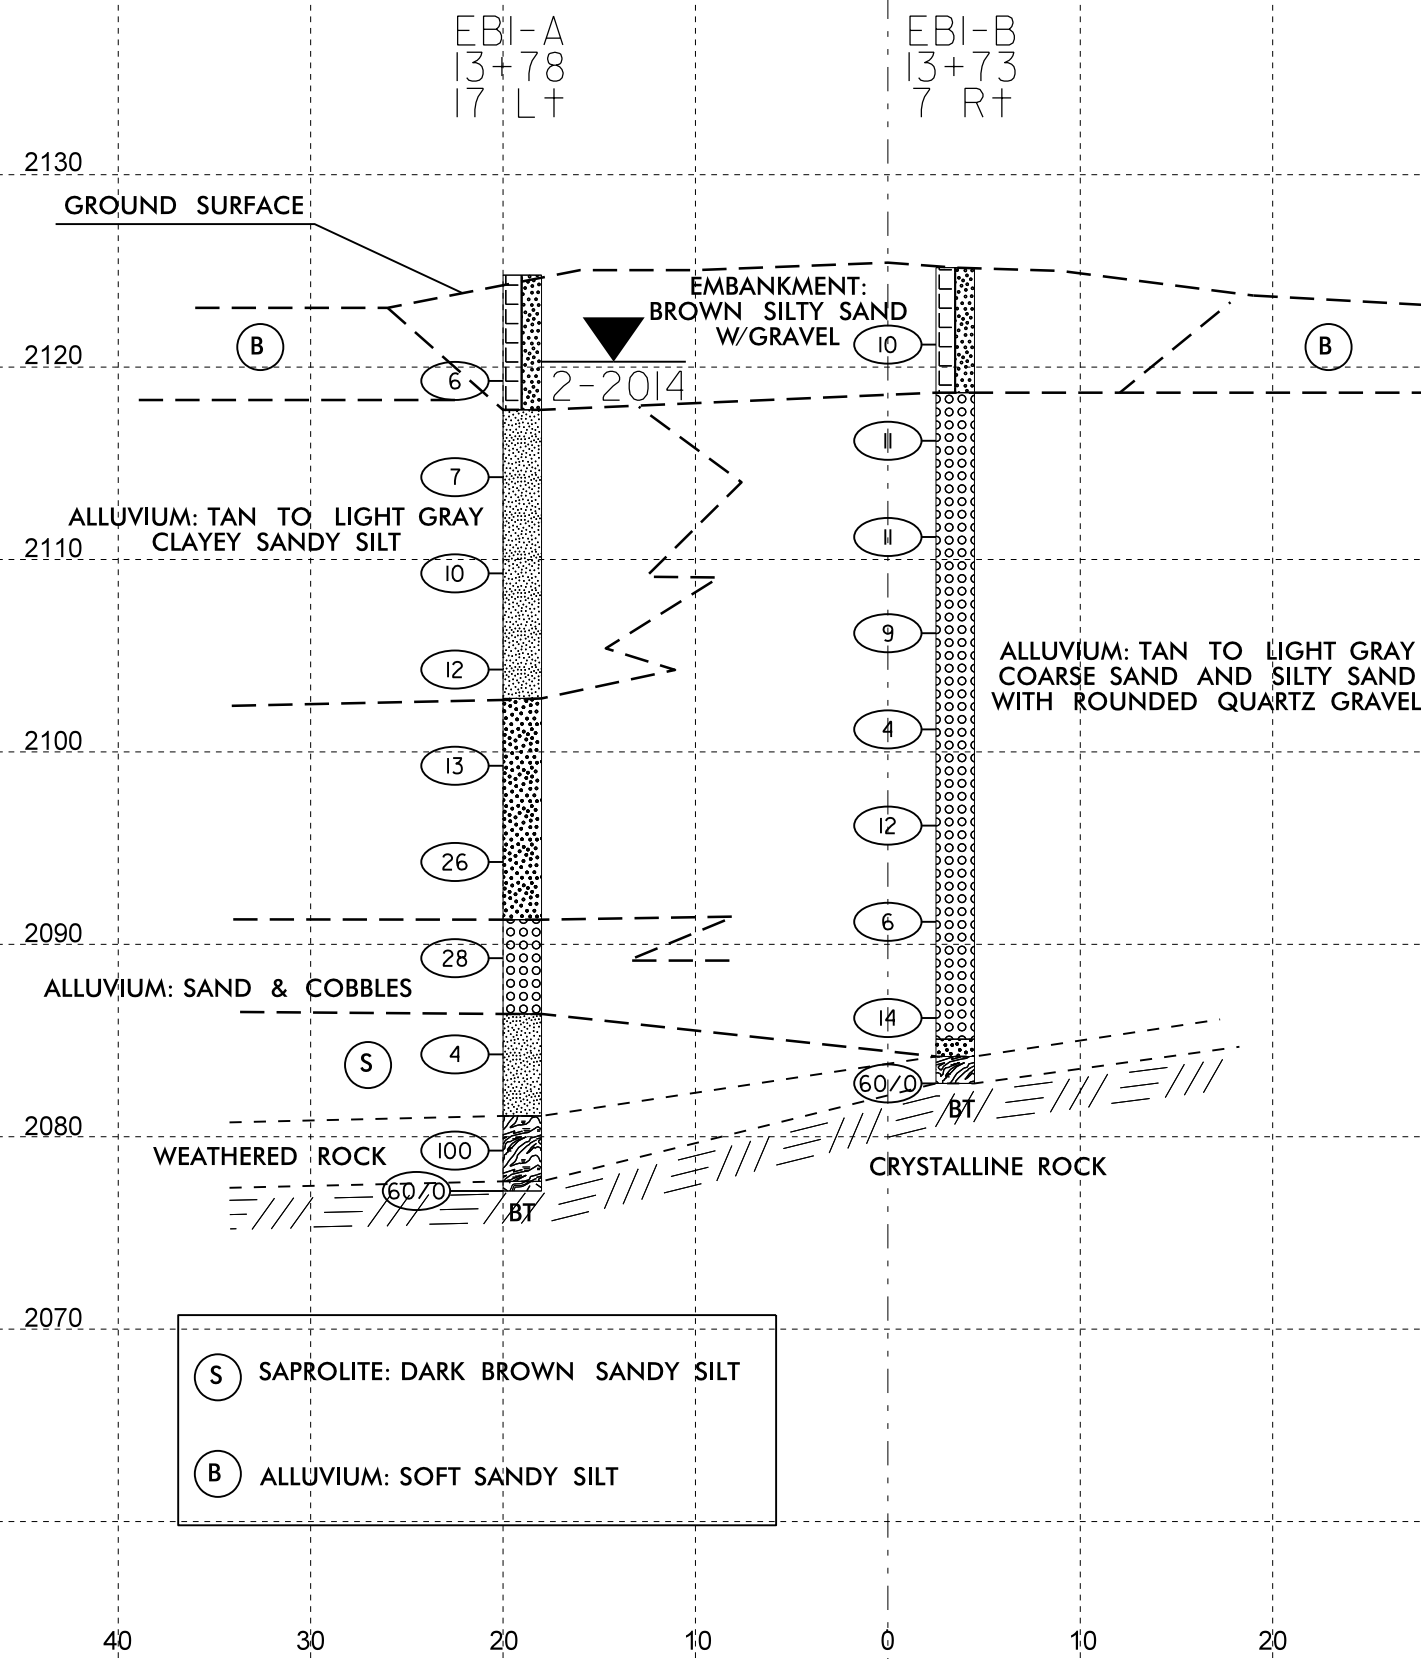 EB1-A
13+78
17 Lt
EB1-B
13+73
7 Rt
2130
GROUND SURFACE
EMBANKMENT:
BROWN SILTY SAND
W/GRAVEL
B
10
B
2120
6
2-2014
11
7
ALLUVIUM: TAN TO LIGHT GRAY
CLAYEY SANDY SILT
11
2110
10
9
ALLUVIUM: TAN TO LIGHT GRAY
COARSE SAND AND SILTY SAND
WITH ROUNDED QUARTZ GRAVEL
12
4
2100
13
12
26
6
2090
28
ALLUVIUM: SAND & COBBLES
14
S
4
60/0
BT
2080
WEATHERED ROCK
100
CRYSTALLINE ROCK
60/0
BT
2070
S SAPROLITE: DARK BROWN SANDY SILT
B ALLUVIUM: SOFT SANDY SILT
40 30 20 10 0 10 20